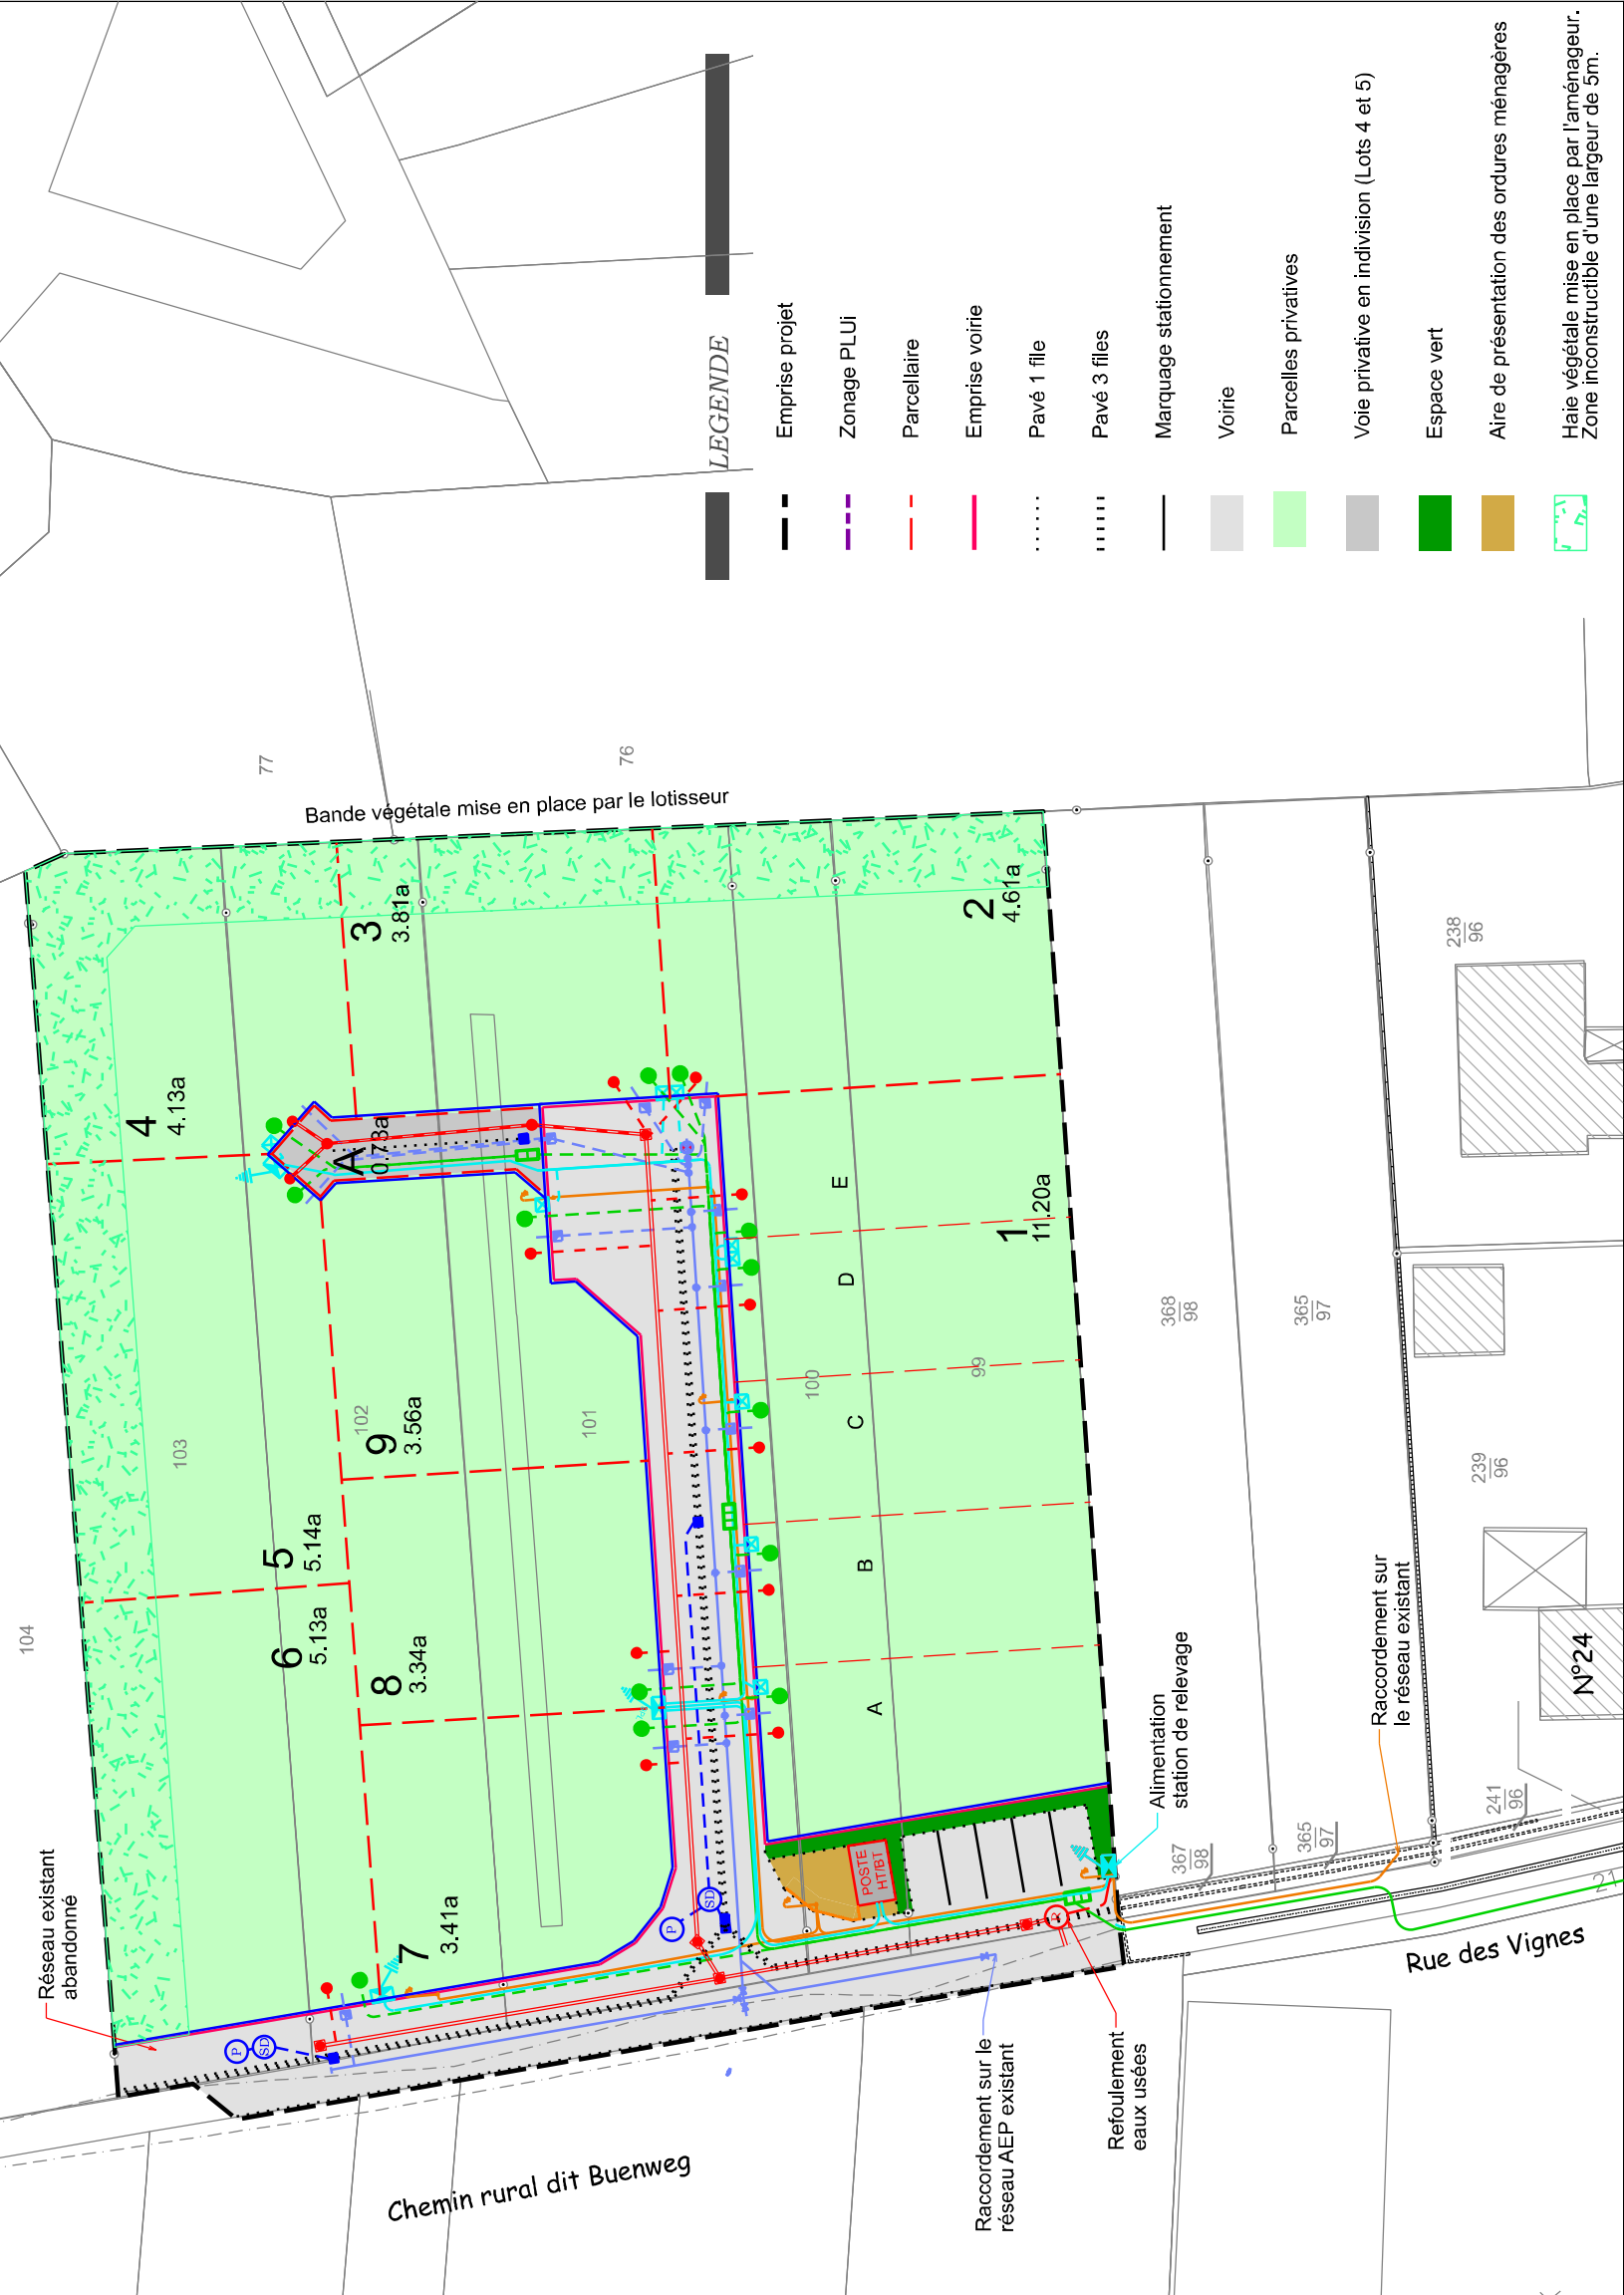 Réseau existant
abandonné
104
103
102
101
100
99
77
76
Bande végétale mise en place par le lotisseur
4
4.13a
3
3.81a
2
4.61a
A
0.73a
5
5.14a
9
3.56a
6
5.13a
8
3.34a
7
3.41a
1
11.20a
E
D
C
B
A
P
SD
P
SD
R
POSTE
HT/BT
Alimentation
station de relevage
Raccordement sur
le réseau existant
Raccordement sur le
réseau AEP existant
Refoulement
eaux usées
Chemin rural dit Buenweg
Rue des Vignes
21
N°24
368
98
365
97
367
98
365
97
241
96
239
96
238
96
LEGENDE
Emprise projet
Zonage PLUi
Parcellaire
Emprise voirie
Pavé 1 file
Pavé 3 files
Marquage stationnement
Voirie
Parcelles privatives
Voie privative en indivision (Lots 4 et 5)
Espace vert
Aire de présentation des ordures ménagères
Haie végétale mise en place par l'aménageur.
Zone inconstructible d'une largeur de 5m.